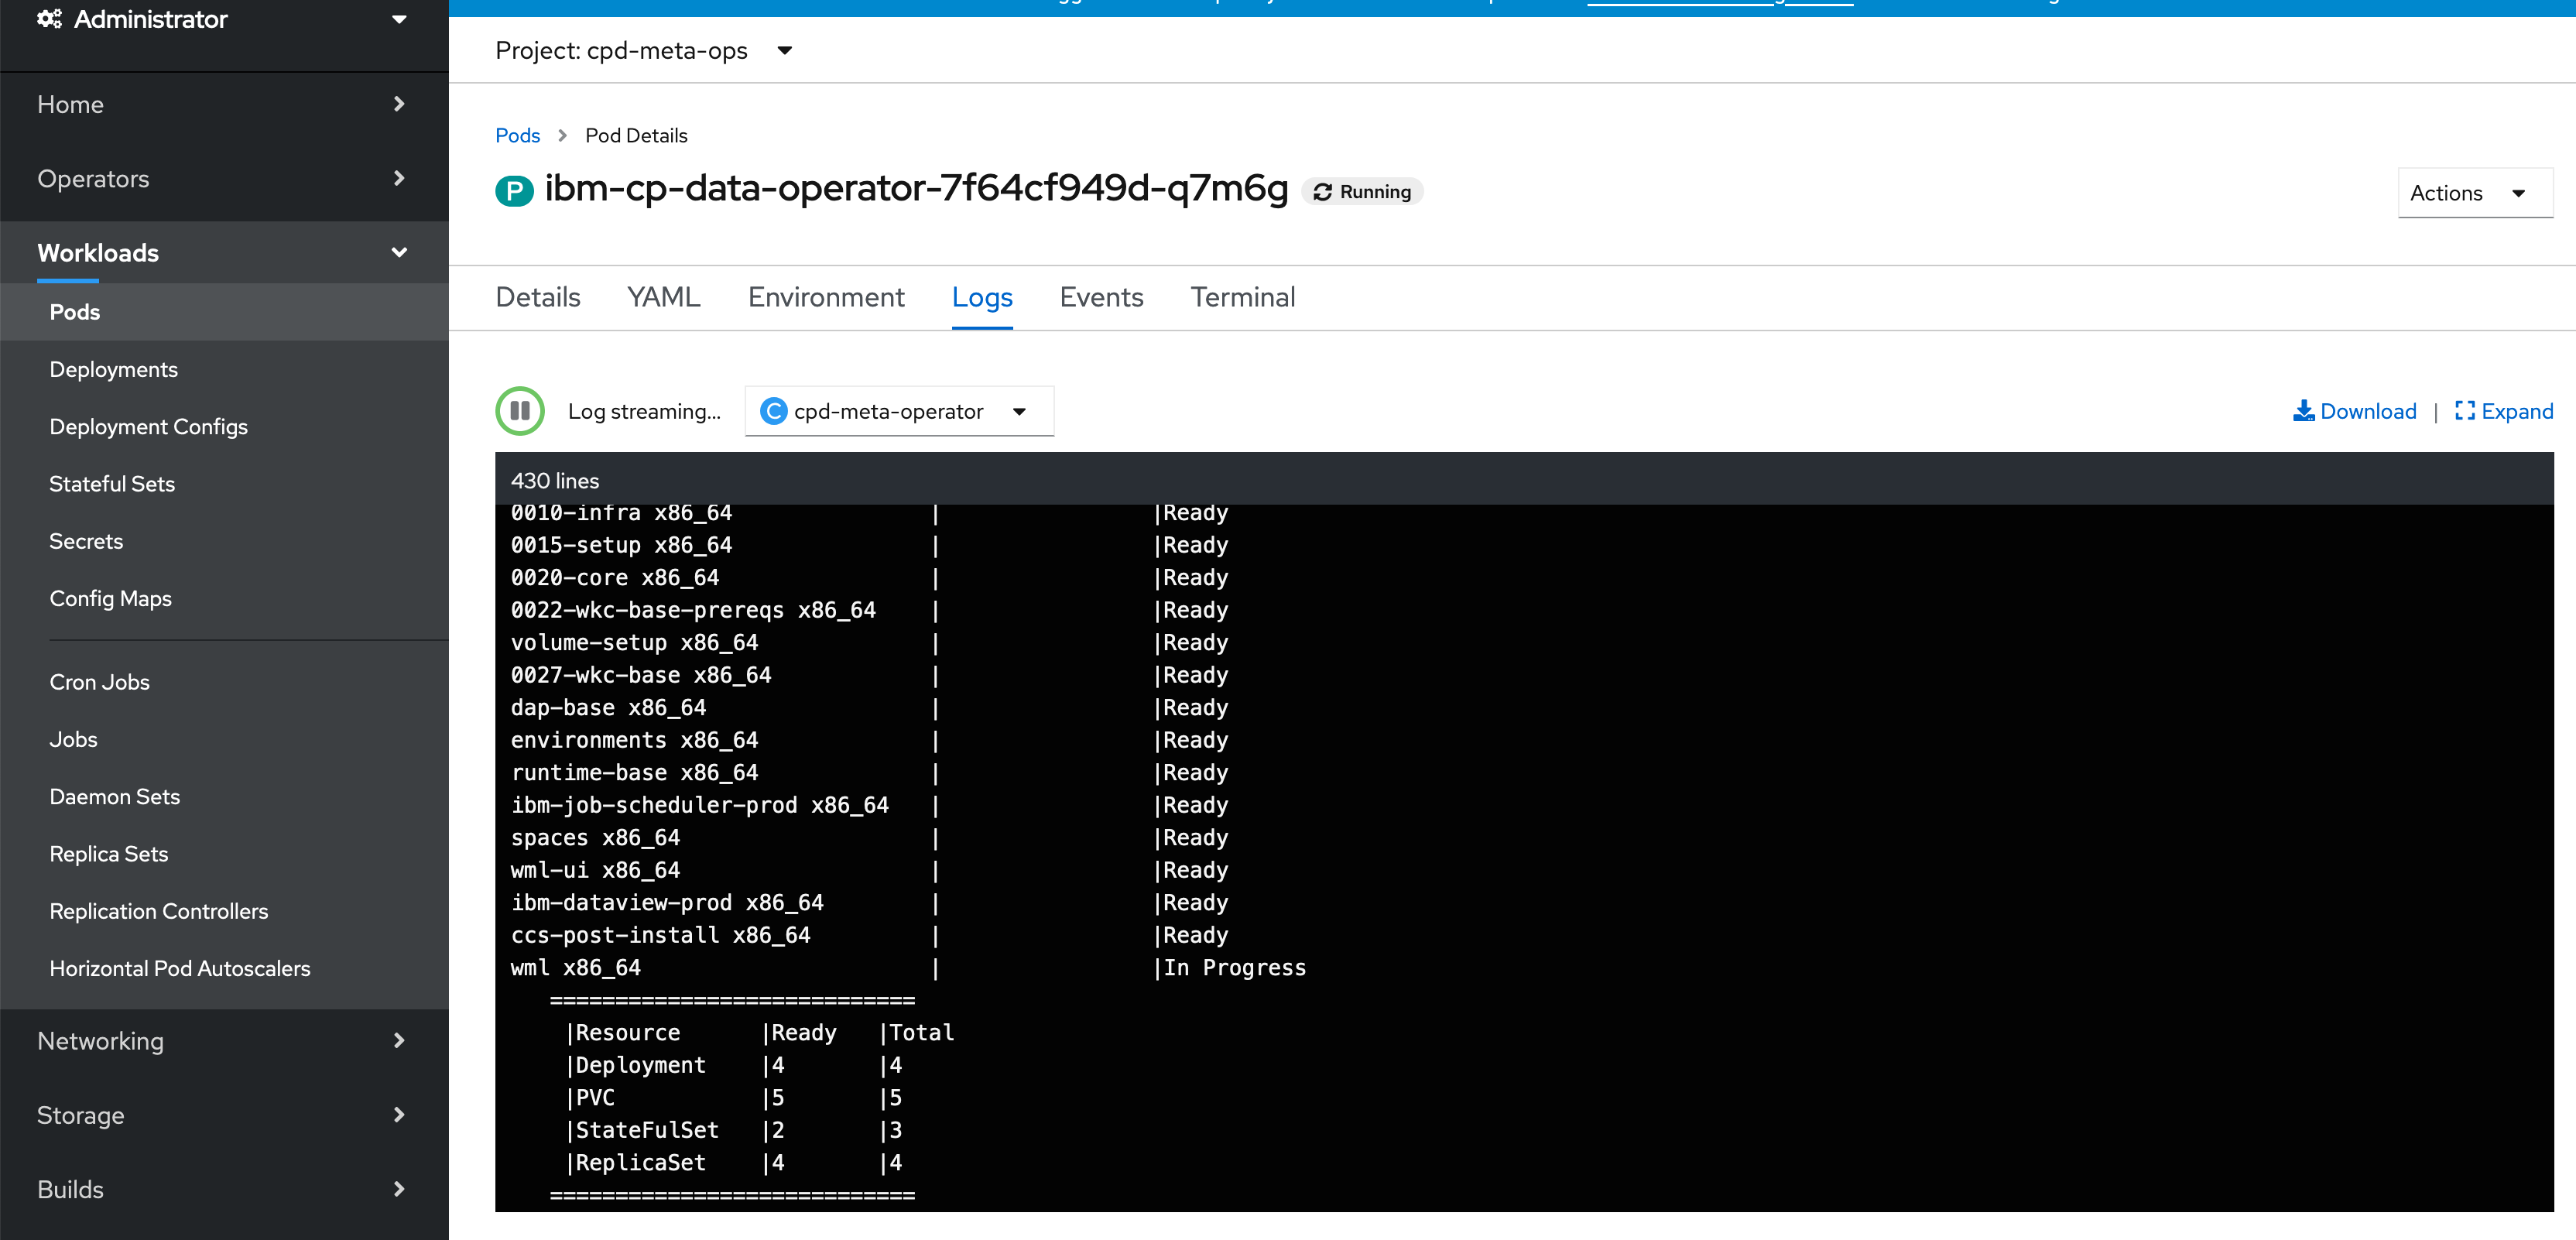 Administrator
Project: cpd-meta-ops
Home
Pods > Pod Details
Operators
P ibm-cp-data-operator-7f64cf949d-q7m6g Running
Actions
Workloads
Details YAML Environment Logs Events Terminal
Pods
Deployments
Deployment Configs
Stateful Sets
Secrets
Config Maps
Cron Jobs
Jobs
Daemon Sets
Replica Sets
Replication Controllers
Horizontal Pod Autoscalers
Networking
Storage
Builds
Log streaming... C cpd-meta-operator
Download | Expand
430 lines
0010-infra x86_64 | |Ready
0015-setup x86_64 | |Ready
0020-core x86_64 | |Ready
0022-wkc-base-prereqs x86_64 | |Ready
volume-setup x86_64 | |Ready
0027-wkc-base x86_64 | |Ready
dap-base x86_64 | |Ready
environments x86_64 | |Ready
runtime-base x86_64 | |Ready
ibm-job-scheduler-prod x86_64 | |Ready
spaces x86_64 | |Ready
wml-ui x86_64 | |Ready
ibm-dataview-prod x86_64 | |Ready
ccs-post-install x86_64 | |Ready
wml x86_64 | |In Progress
============================
|Resource |Ready |Total
|Deployment |4 |4
|PVC |5 |5
|StateFulSet |2 |3
|ReplicaSet |4 |4
============================